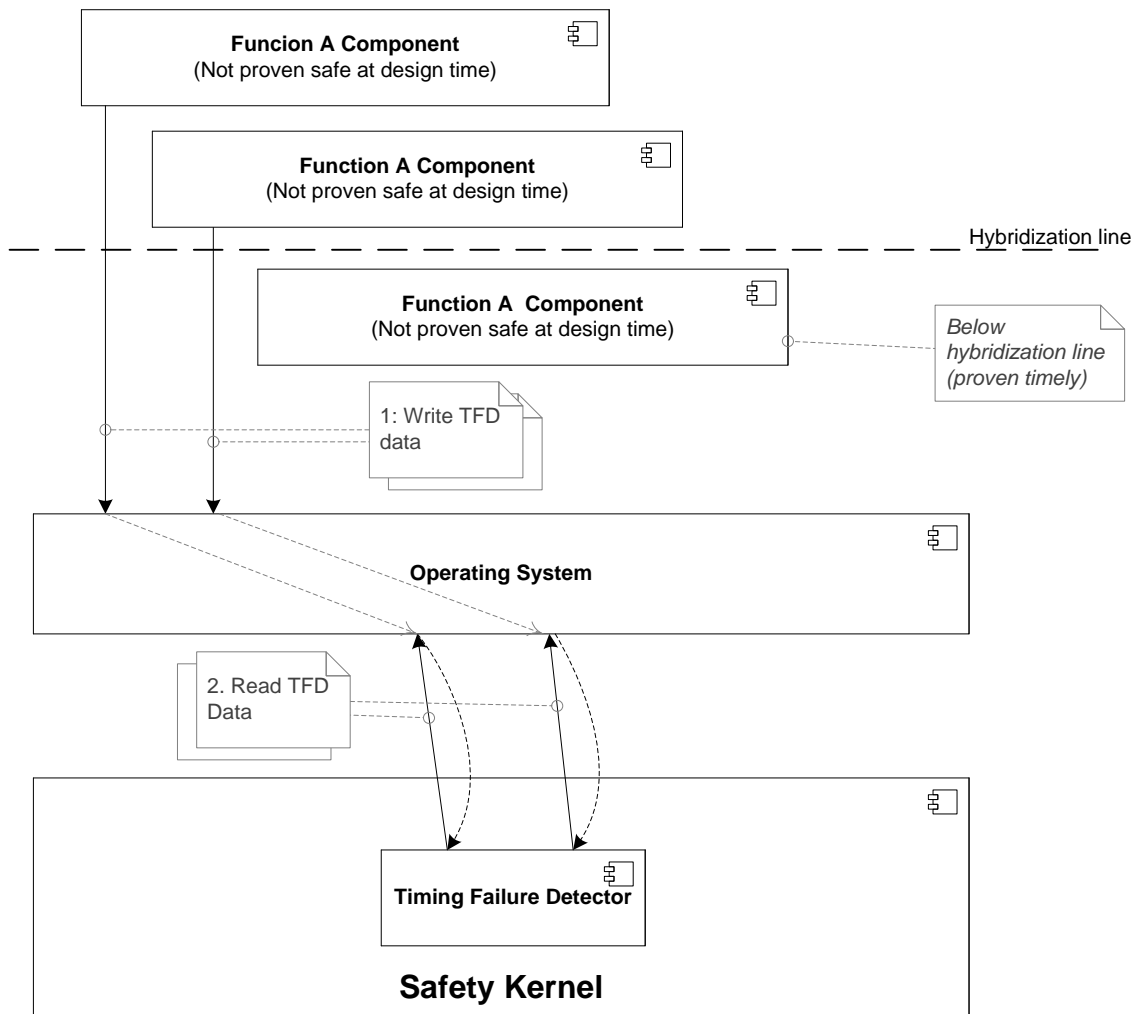 Funcion A Component
(Not proven safe at design time)
Function A Component
(Not proven safe at design time)
Hybridization line
Function A  Component
(Not proven safe at design time)
Below
hybridization line
(proven timely)
1: Write TFD
data
Operating System
2. Read TFD
Data
Timing Failure Detector
Safety Kernel